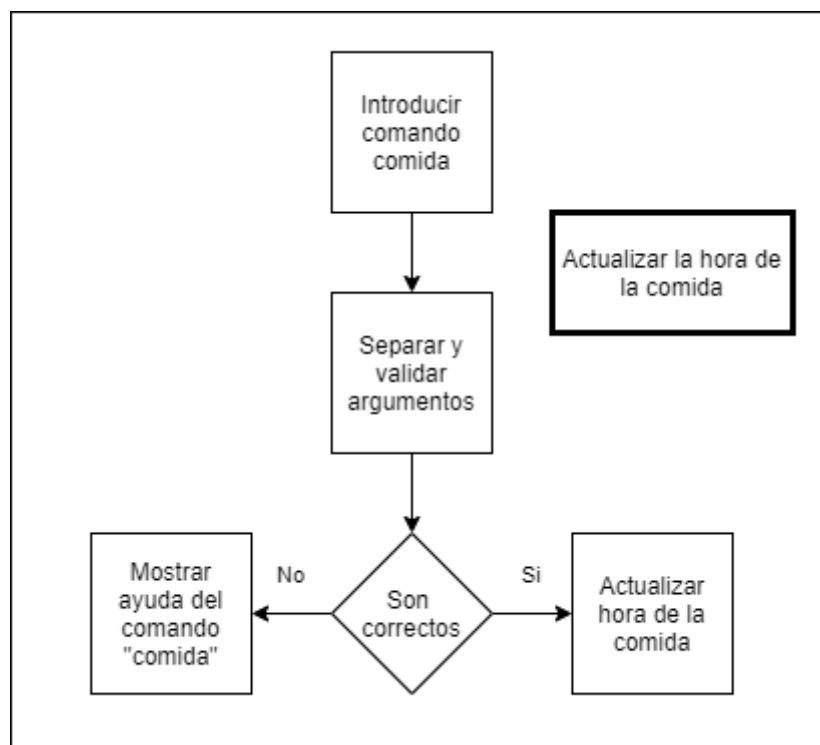 Introducir
comando
comida
Actualizar la hora de
la comida
Separar y
validar
argumentos
Mostrar
ayuda del
comando
"comida"
No
Son
correctos
Si
Actualizar
hora de la
comida